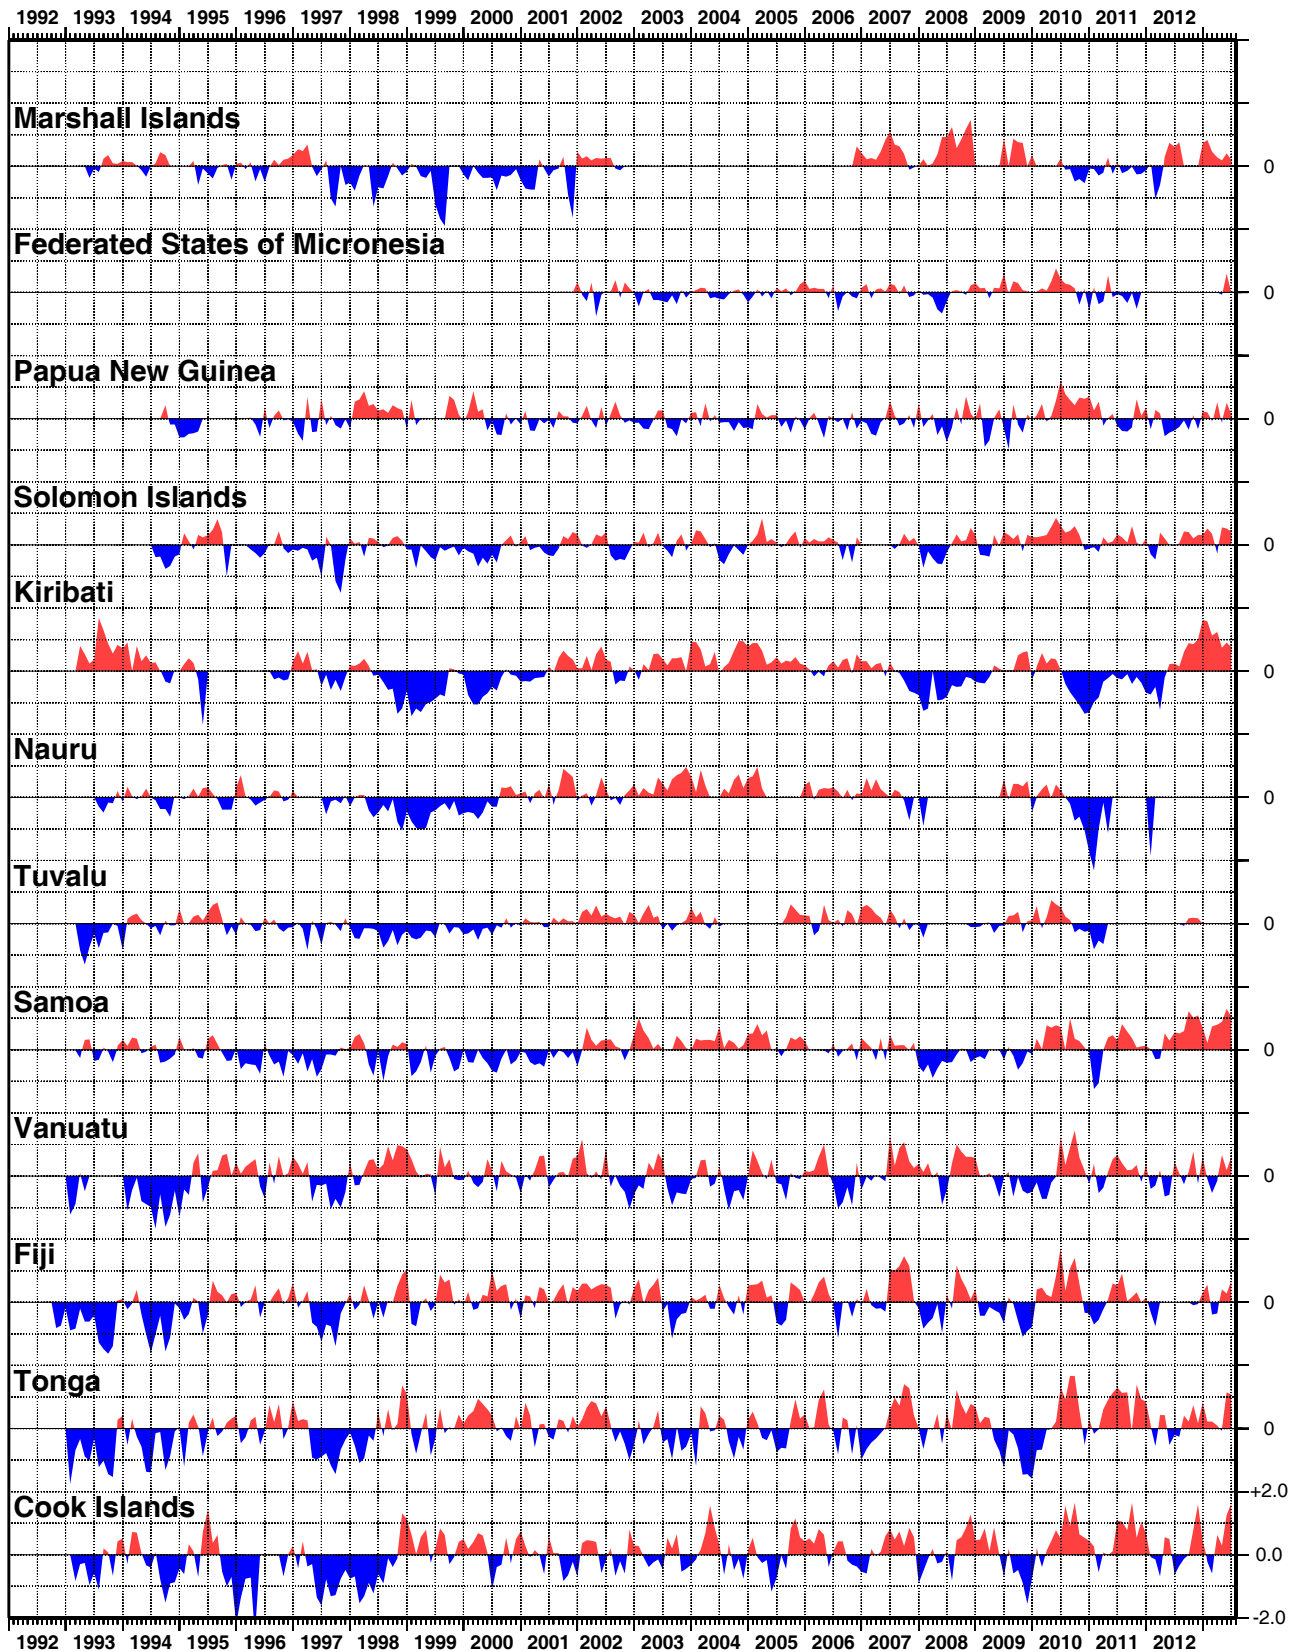 1992 1993 1994 1995 1996 1997 1998 1999 2000 2001 2002 2003 2004 2005 2006 2007 2008 2009 2010 2011 2012
Marshall Islands
0
Federated States of Micronesia
0
Papua New Guinea
0
Solomon Islands
0
Kiribati
0
Nauru
0
Tuvalu
0
Samoa
0
Vanuatu
0
Fiji
0
Tonga
0
+2.0
Cook Islands
0.0
-2.0
1992 1993 1994 1995 1996 1997 1998 1999 2000 2001 2002 2003 2004 2005 2006 2007 2008 2009 2010 2011 2012